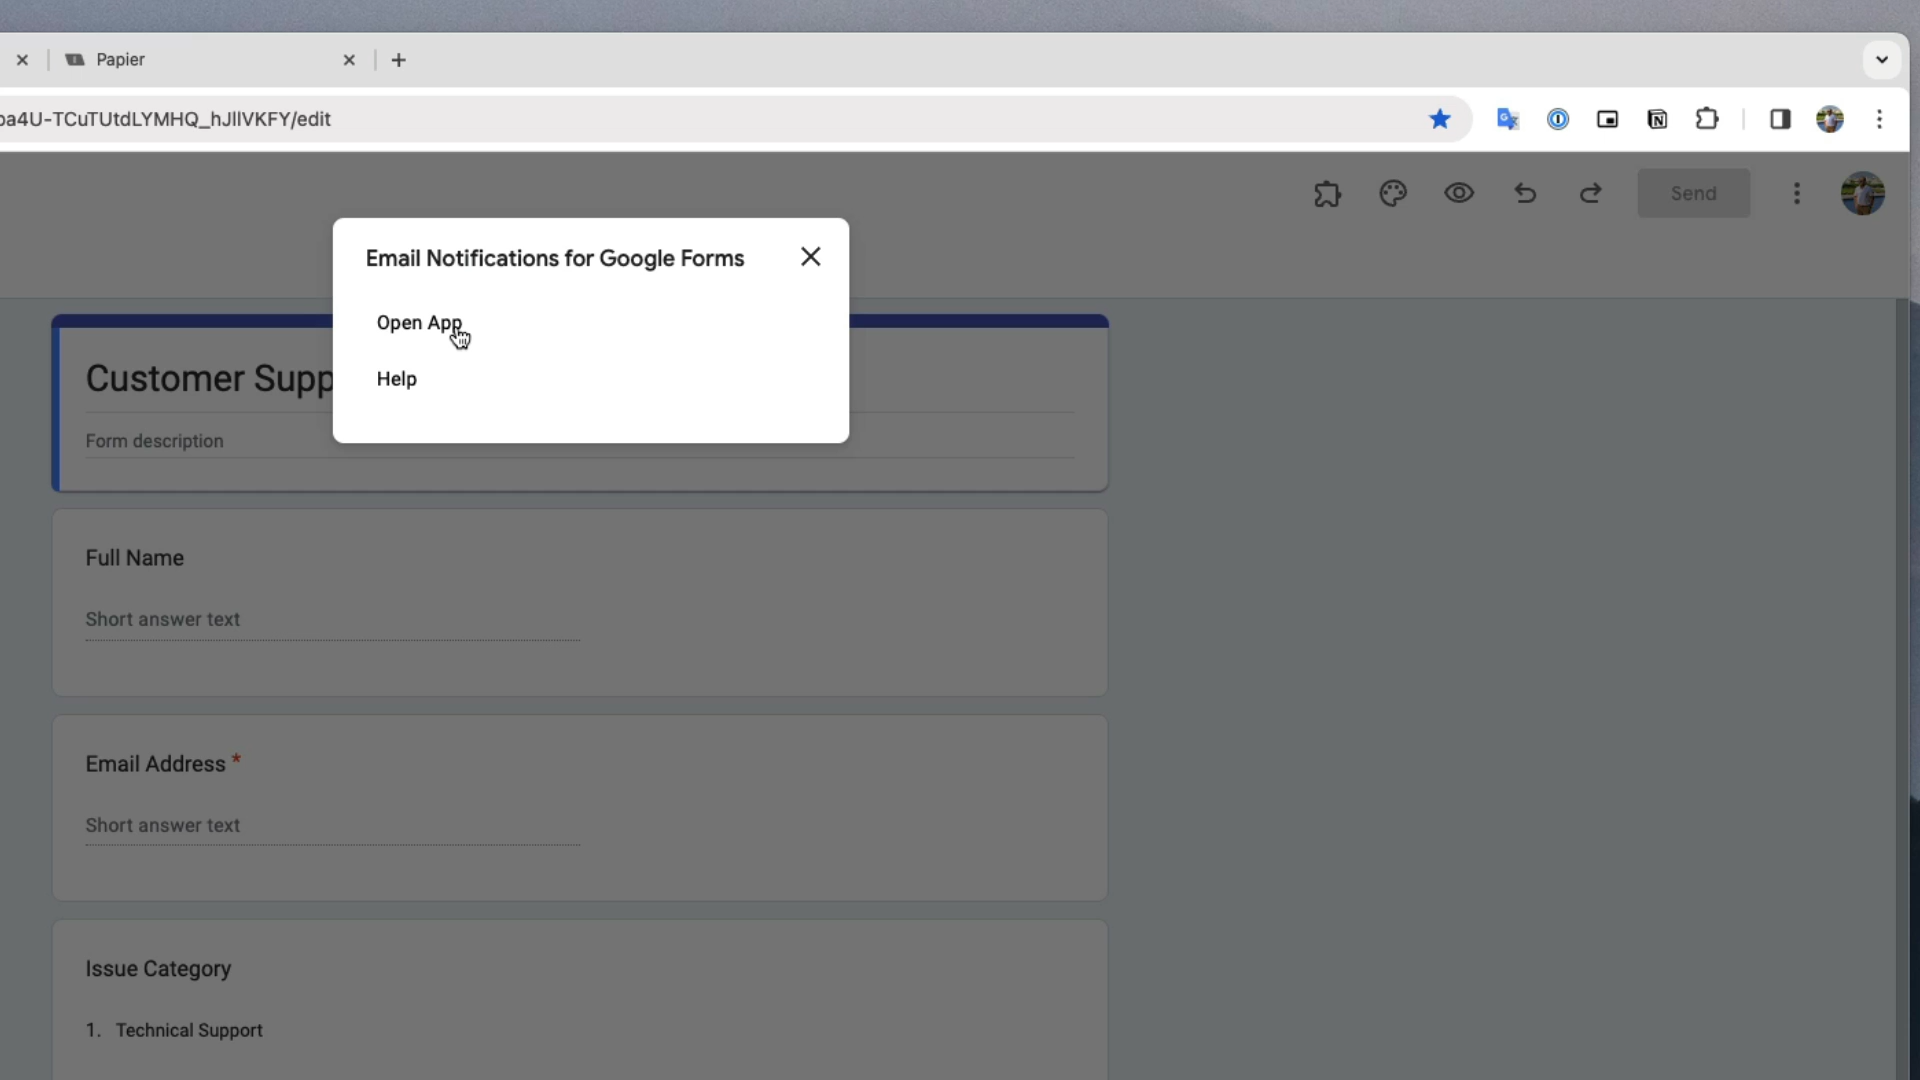 Papier
pa4U-TCuTUtdLYMHQ_hJllVKFY/edit
Send
Email Notifications for Google Forms
Open App
Help
Customer Supp
Form description
Full Name
Short answer text
Email Address *
Short answer text
Issue Category
1. Technical Support